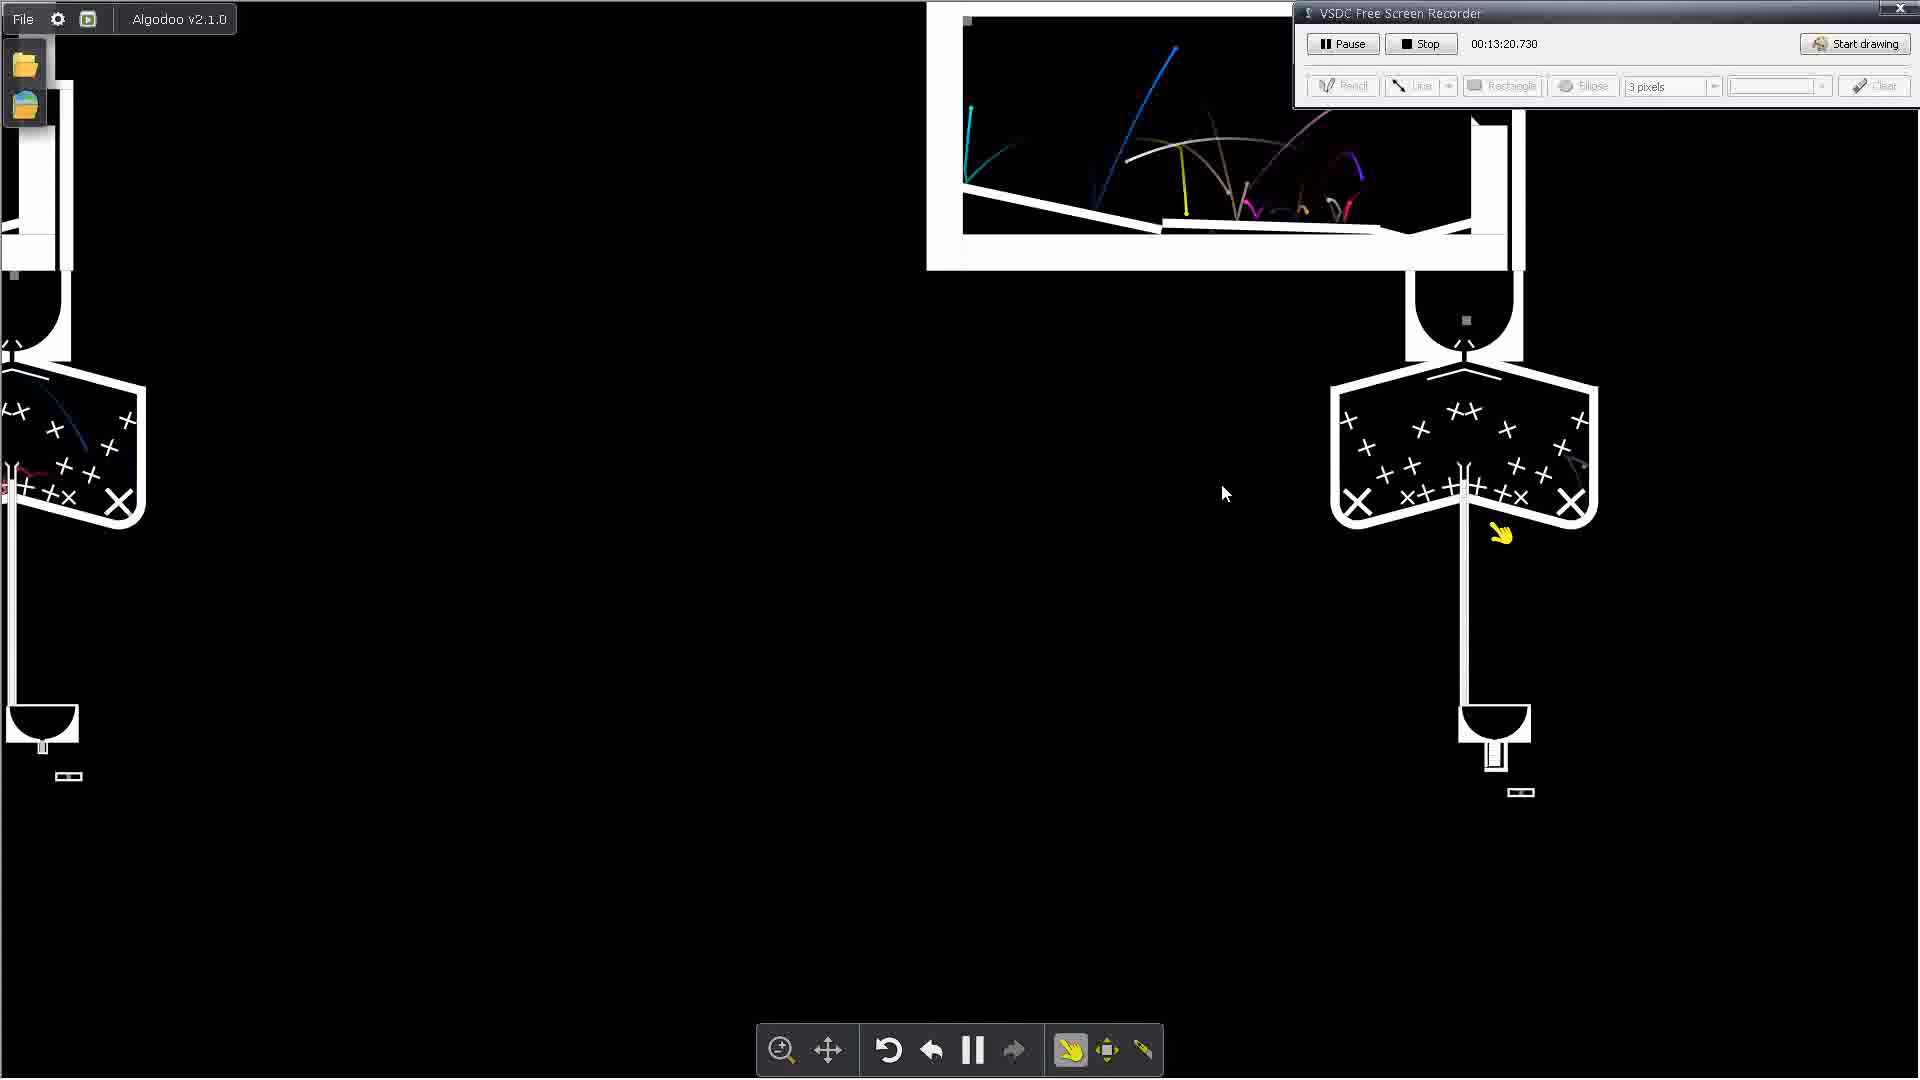 File Algodoo v2.1.0
VSDC Free Screen Recorder
Pause Stop 00:13:20.730 Start drawing
Pencil Line Rectangle Ellipse 3 pixels Clear